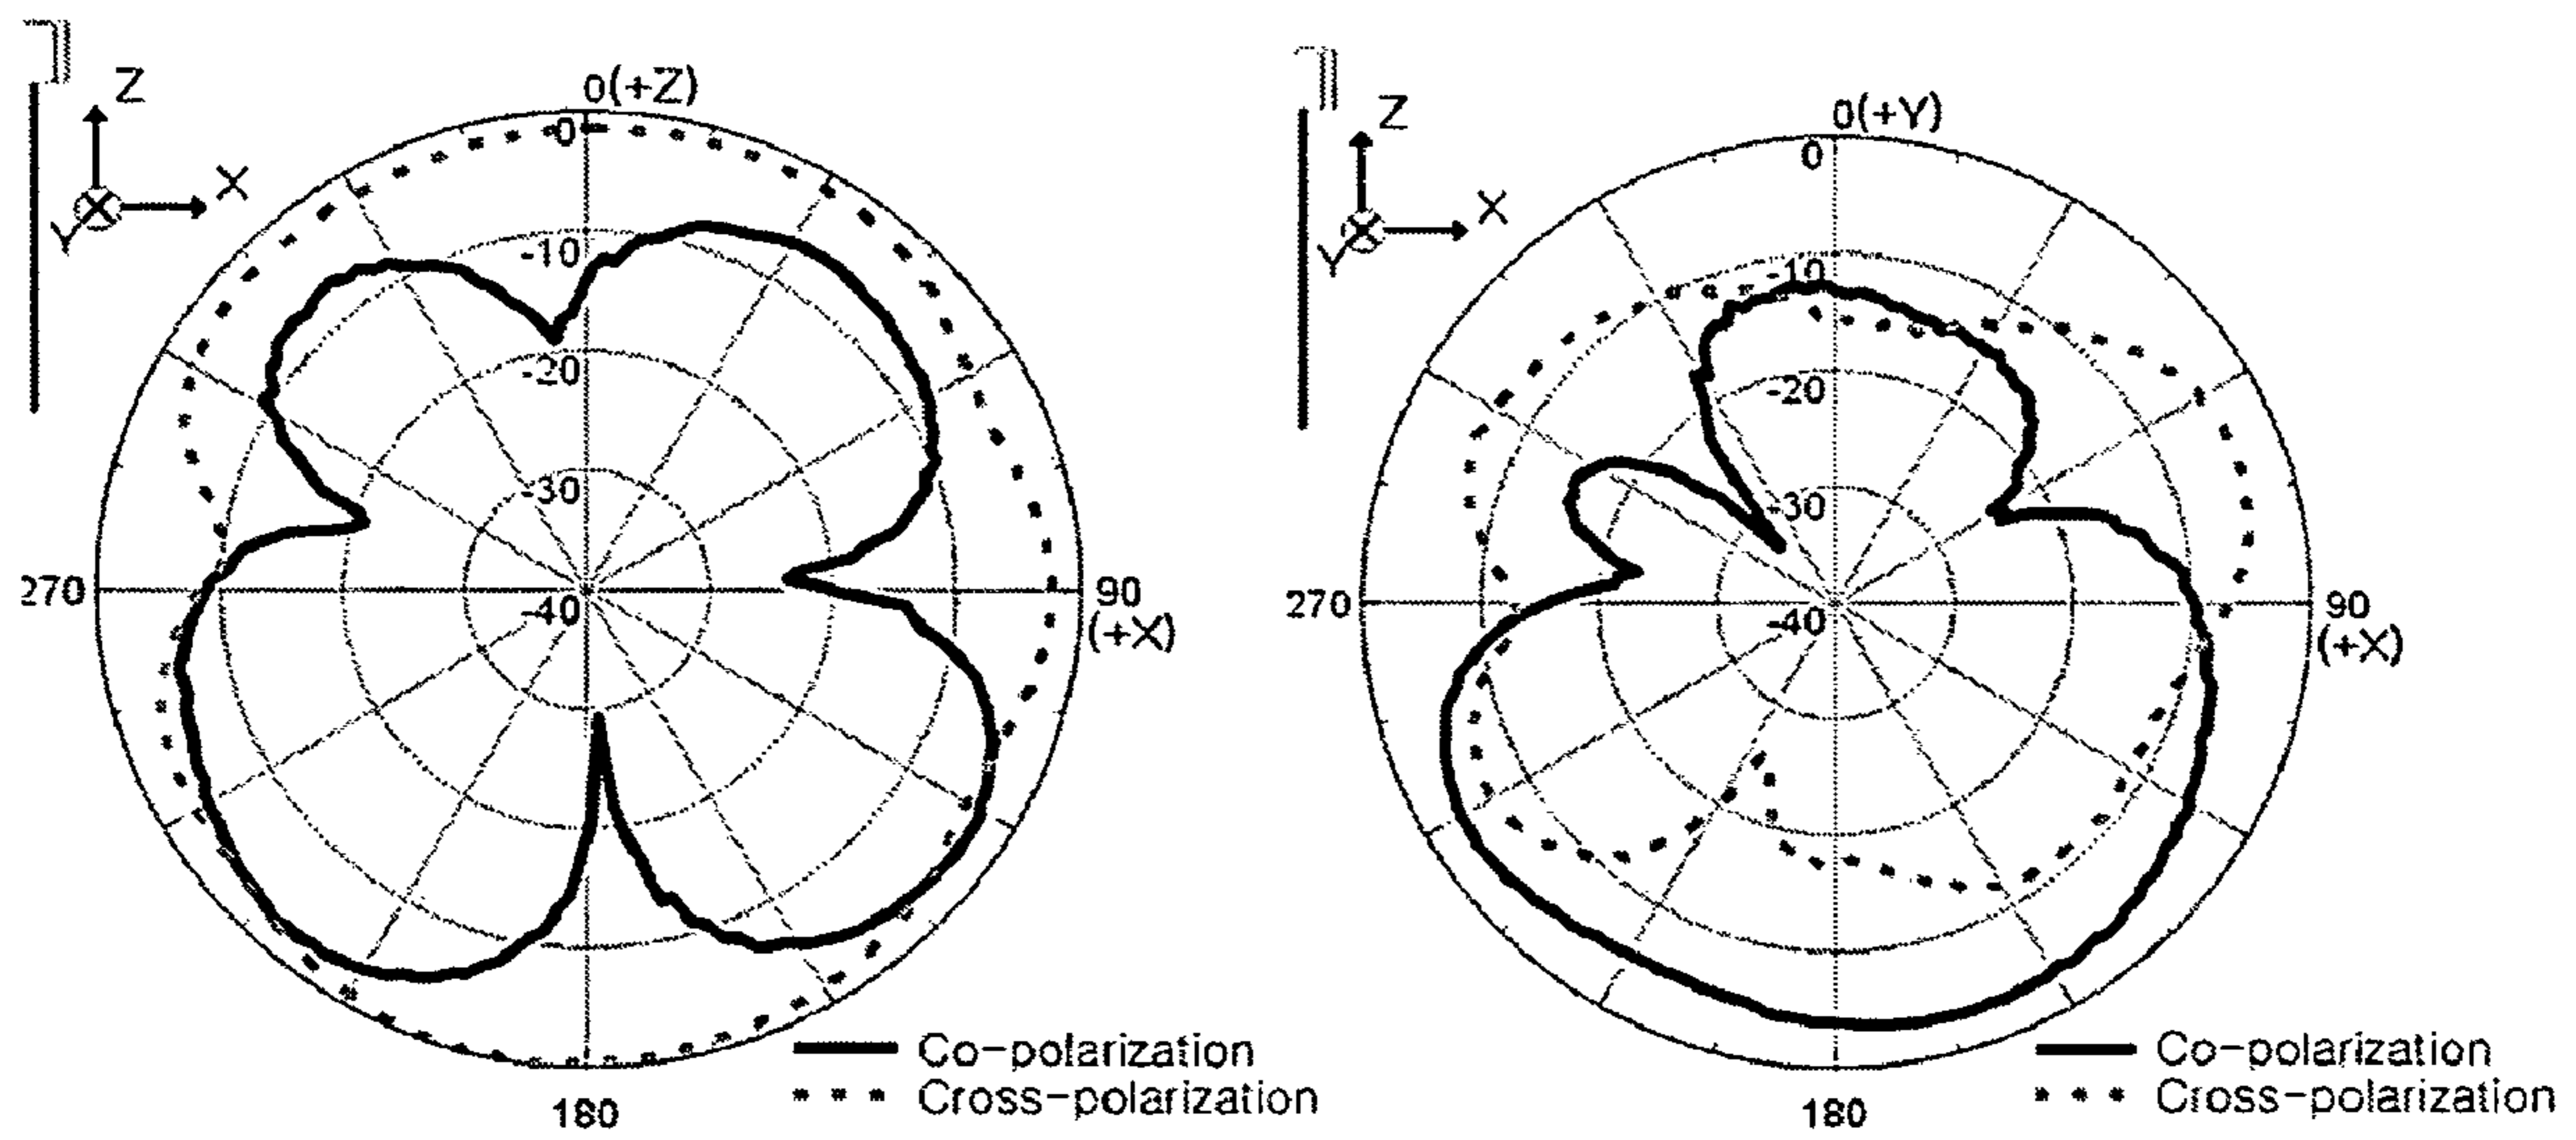 Z
X
Y
0(+Z)
0
-10
-20
-30
-40
270
90
(+X)
180
Co-polarization
Cross-polarization
Z
X
Y
0(+Y)
0
-10
-20
-30
-40
270
90
(+X)
180
Co-polarization
Cross-polarization